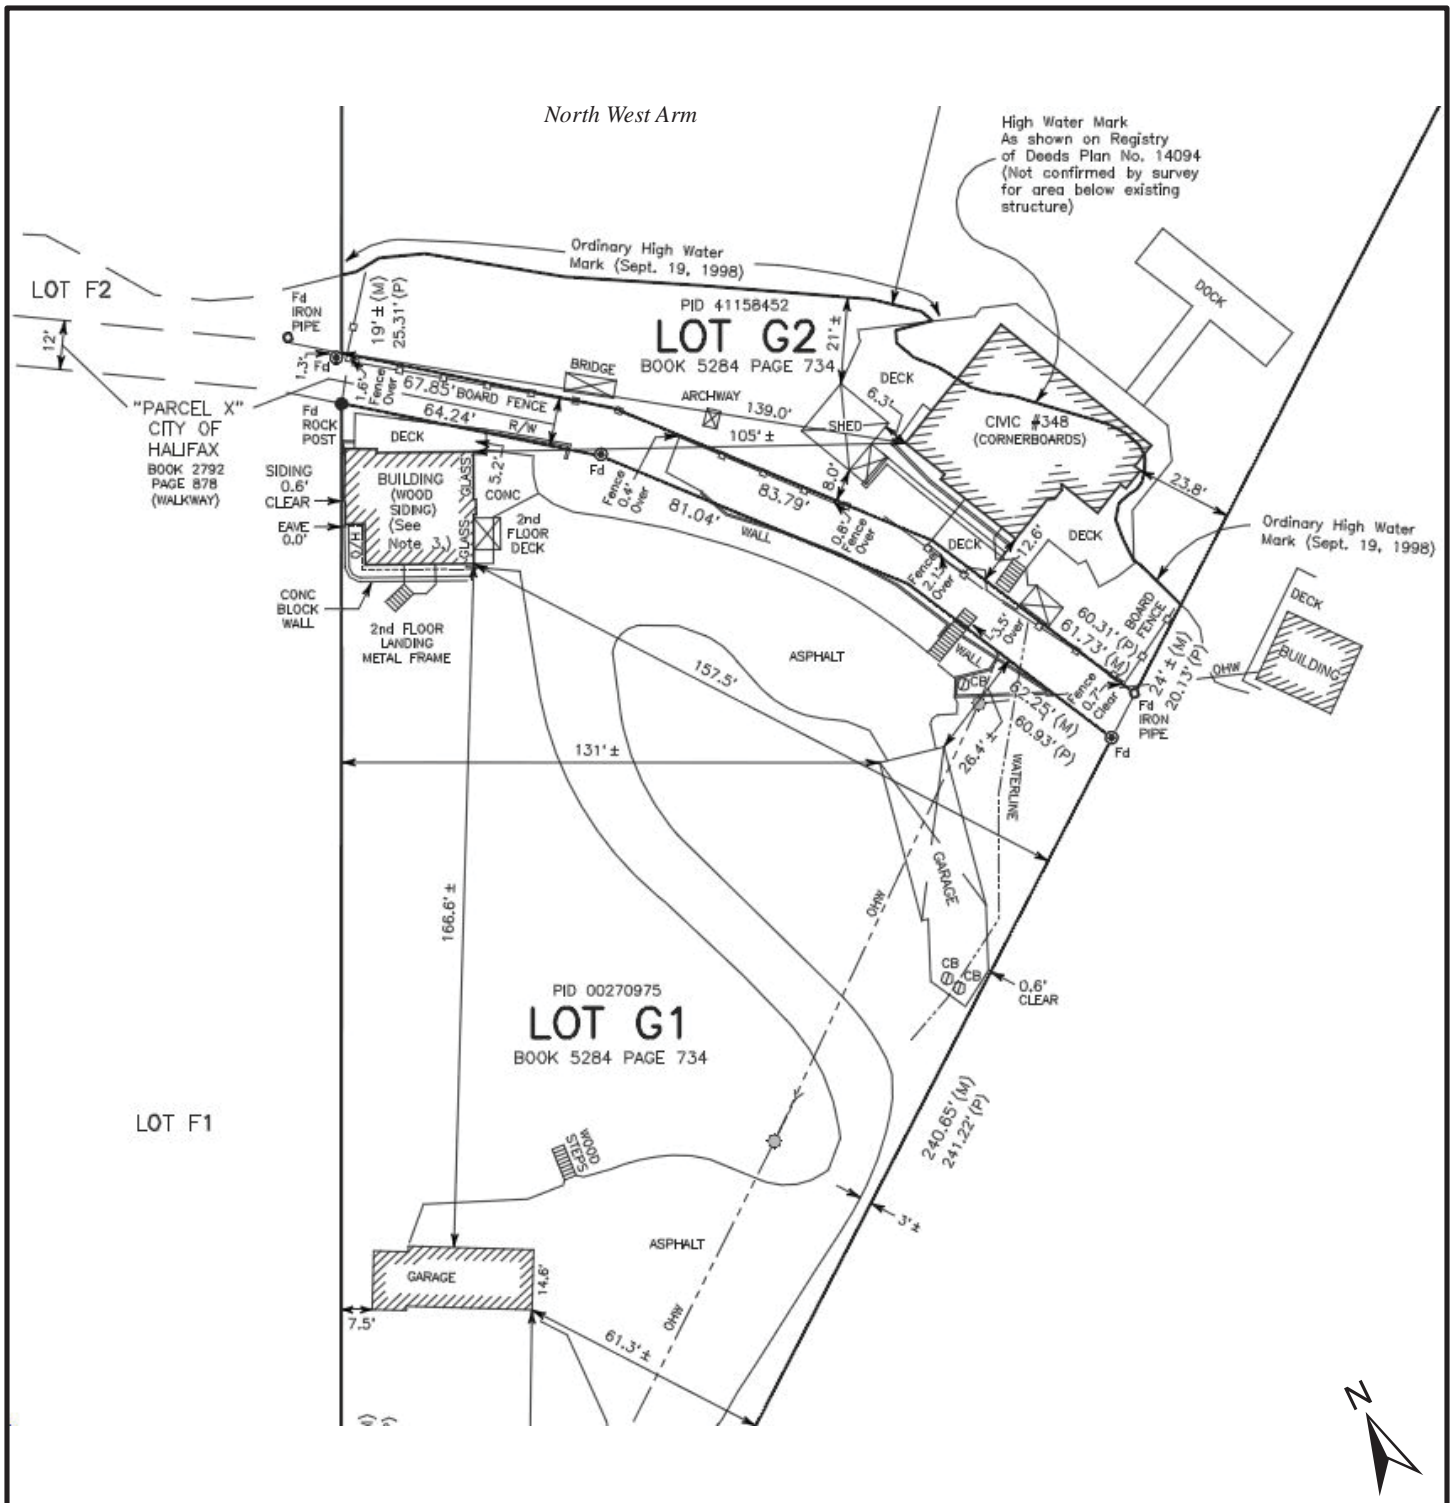 North West Arm
High Water Mark
As shown on Registry
of Deeds Plan No. 14094
(Not confirmed by survey
for area below existing
structure)
Ordinary High Water
Mark (Sept. 19, 1998)
DOCK
LOT F2
12'
Fd
IRON
PIPE
19' ± (M)
25.31' (P)
PID 41158452
LOT G2
BOOK 5284 PAGE 734
21' ±
1.3'
Fd
1.6'
Fence
Over
67.85'
BOARD FENCE
BRIDGE
ARCHWAY
139.0'
DECK
6.3'
CIVIC #348
(CORNERBOARDS)
"PARCEL X"
CITY OF
HALIFAX
BOOK 2792
PAGE 878
(WALKWAY)
Fd
ROCK
POST
64.24'
R/W
105' ±
SHED
DECK
SIDING
0.6'
CLEAR
EAVE
0.0'
BUILDING
(WOOD
SIDING)
(See
Note 3.)
GLASS
GLASS
5.2'
CONC
2nd
FLOOR
DECK
O/H
Fd
Fence
0.4'
Over
83.79'
8.0'
81.04'
WALL
0.8'
Fence
Over
23.8'
Ordinary High Water
Mark (Sept. 19, 1998)
DECK
12.6'
DECK
Fence
2.1'
Over
CONC
BLOCK
WALL
2nd FLOOR
LANDING
METAL FRAME
3.5'
Over
60.31' (P)
61.73' (M)
BOARD
FENCE
DECK
BUILDING
OHW
24' ± (M)
20.13' (P)
ASPHALT
157.5'
WALL
CB
62.25' (M)
60.93' (P)
Fence
0.7'
Clear
Fd
IRON
PIPE
Fd
131' ±
26.4' ±
WATERLINE
GARAGE
OHW
166.6' ±
CB
CB
0.6'
CLEAR
PID 00270975
LOT G1
BOOK 5284 PAGE 734
LOT F1
240.65' (M)
241.22' (P)
WOOD
STEPS
3' ±
ASPHALT
GARAGE
14.6'
7.5'
OHW
61.3' ±
N